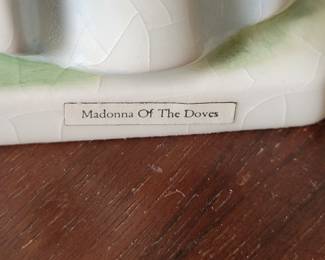 Madonna Of The Doves